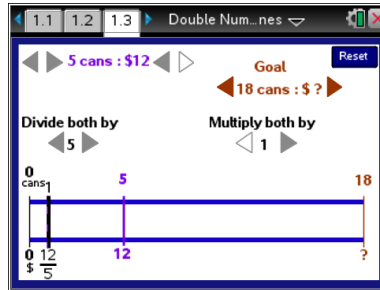 1.1 1.2 1.3 Double Num...nes
5 cans : $12
Reset
Goal
18 cans : $ ?
Divide both by
5
Multiply both by
1
0 5 18
cans 1
0 12 12 ?
$ 5